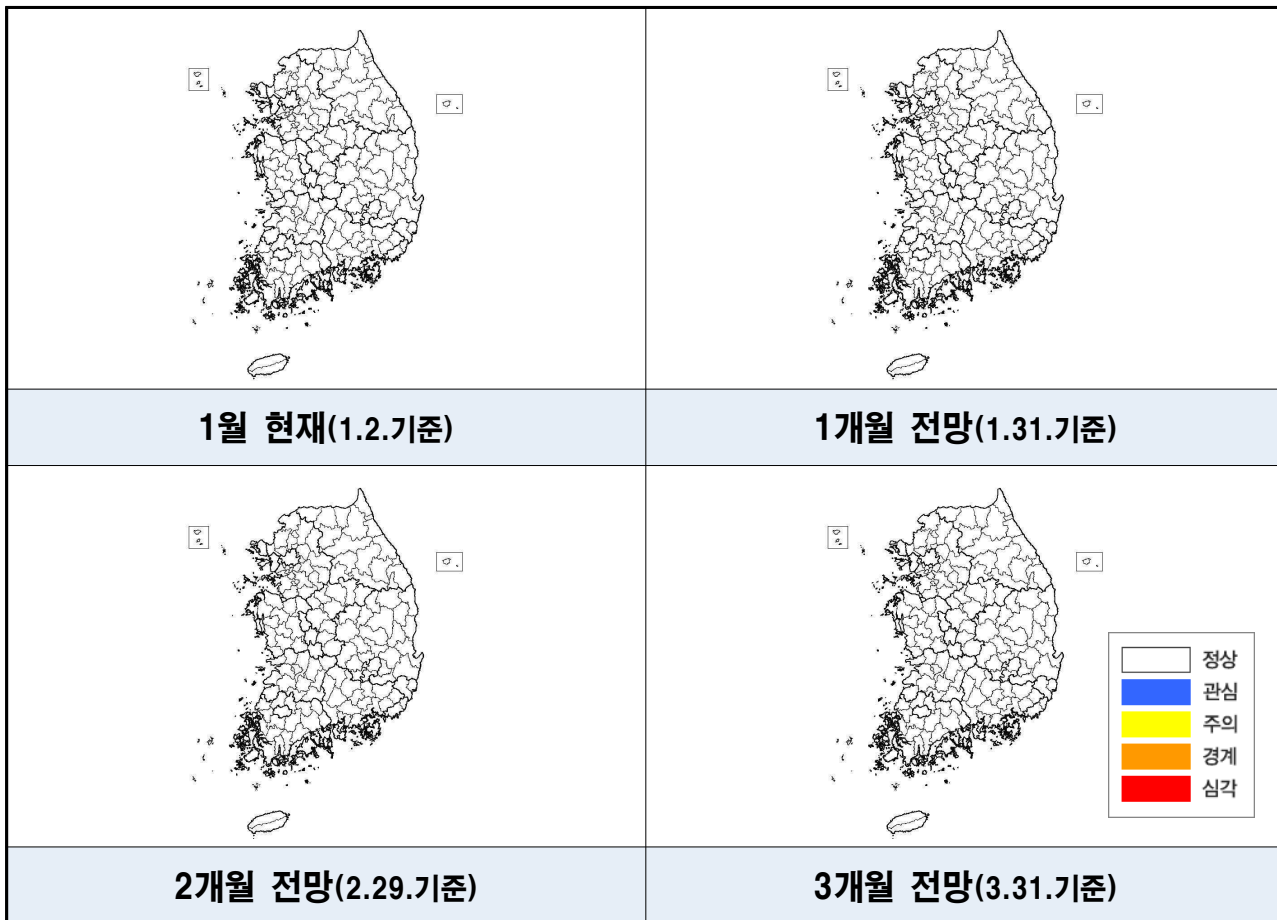 1월 현재(1.2.기준)
1개월 전망(1.31.기준)
정상
관심
주의
경계
심각
2개월 전망(2.29.기준)
3개월 전망(3.31.기준)